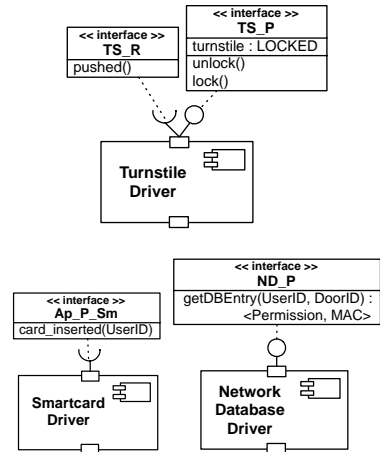 << interface >>
TS_R
pushed()
<< interface >>
TS_P
turnstile : LOCKED
unlock()
lock()
Turnstile
Driver
<< interface >>
Ap_P_Sm
card_inserted(UserID)
Smartcard
Driver
<< interface >>
ND_P
getDBEntry(UserID, DoorID) :
<Permission, MAC>
Network
Database
Driver